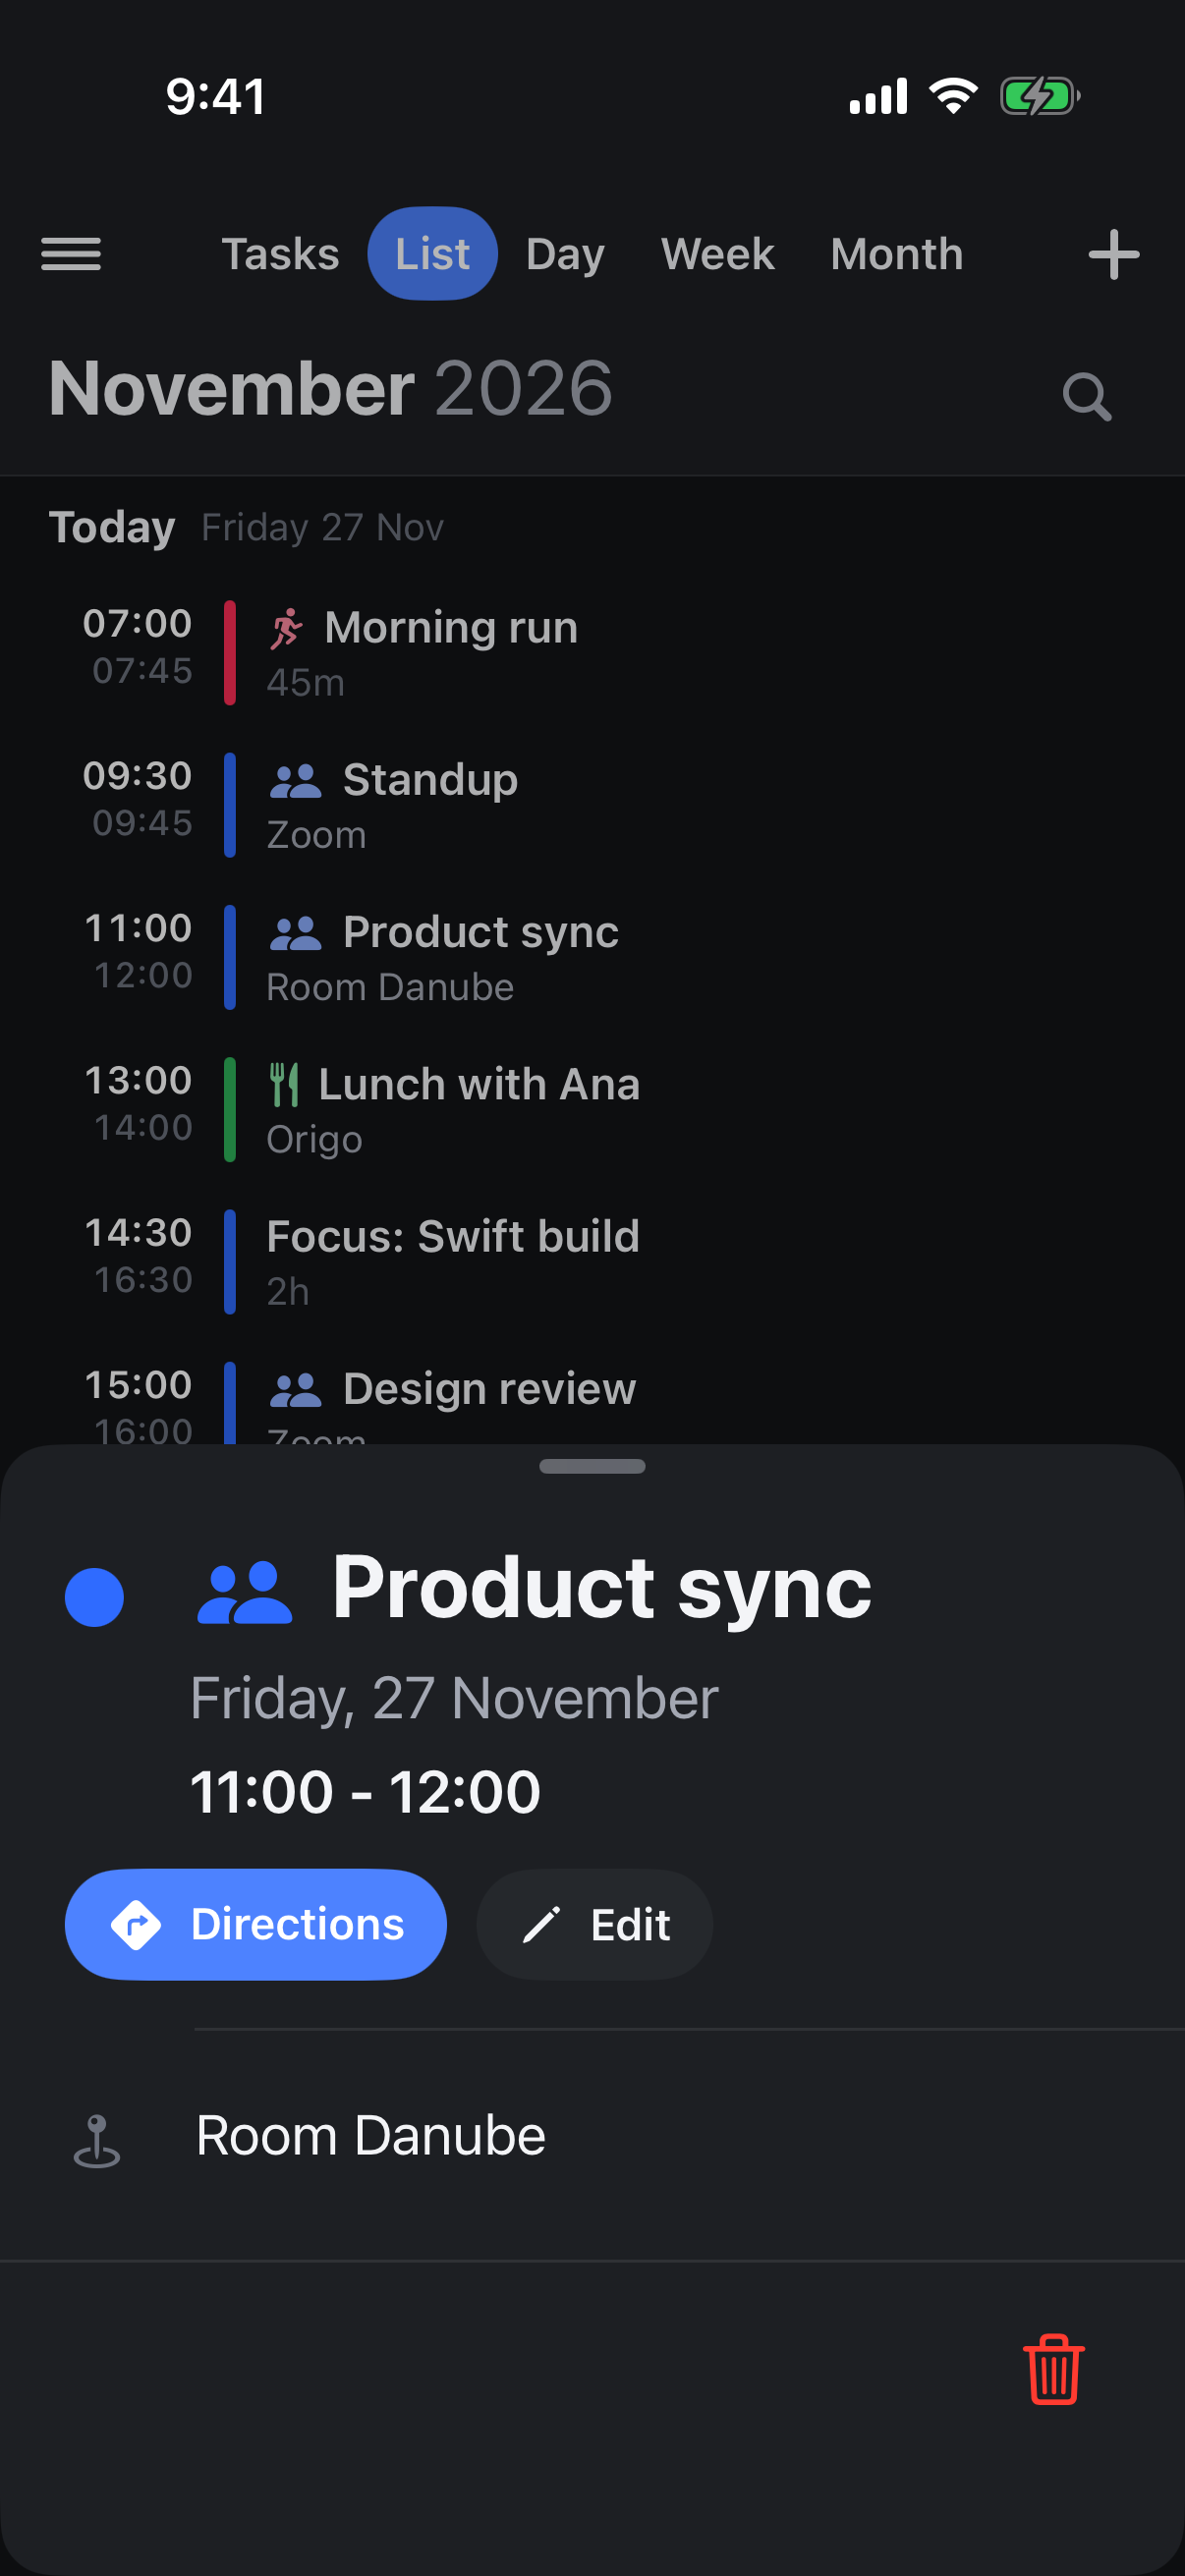 9:41
Tasks List Day Week Month
November 2026
Today Friday 27 Nov
07:00 Morning run
07:45 45m
09:30 Standup
09:45 Zoom
11:00 Product sync
12:00 Room Danube
13:00 Lunch with Ana
14:00 Origo
14:30 Focus: Swift build
16:30 2h
15:00 Design review
16:00 Zoom
Product sync
Friday, 27 November
11:00 - 12:00
Directions Edit
Room Danube